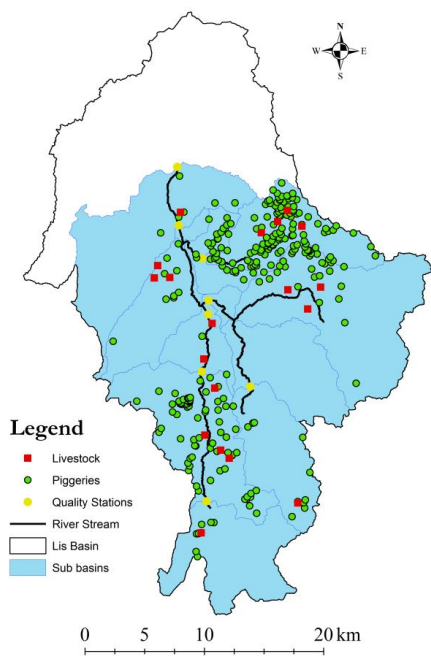 N
W E
S
Legend
Livestock
Piggeries
Quality Stations
River Stream
Lis Basin
Sub basins
0 5 10 20 km